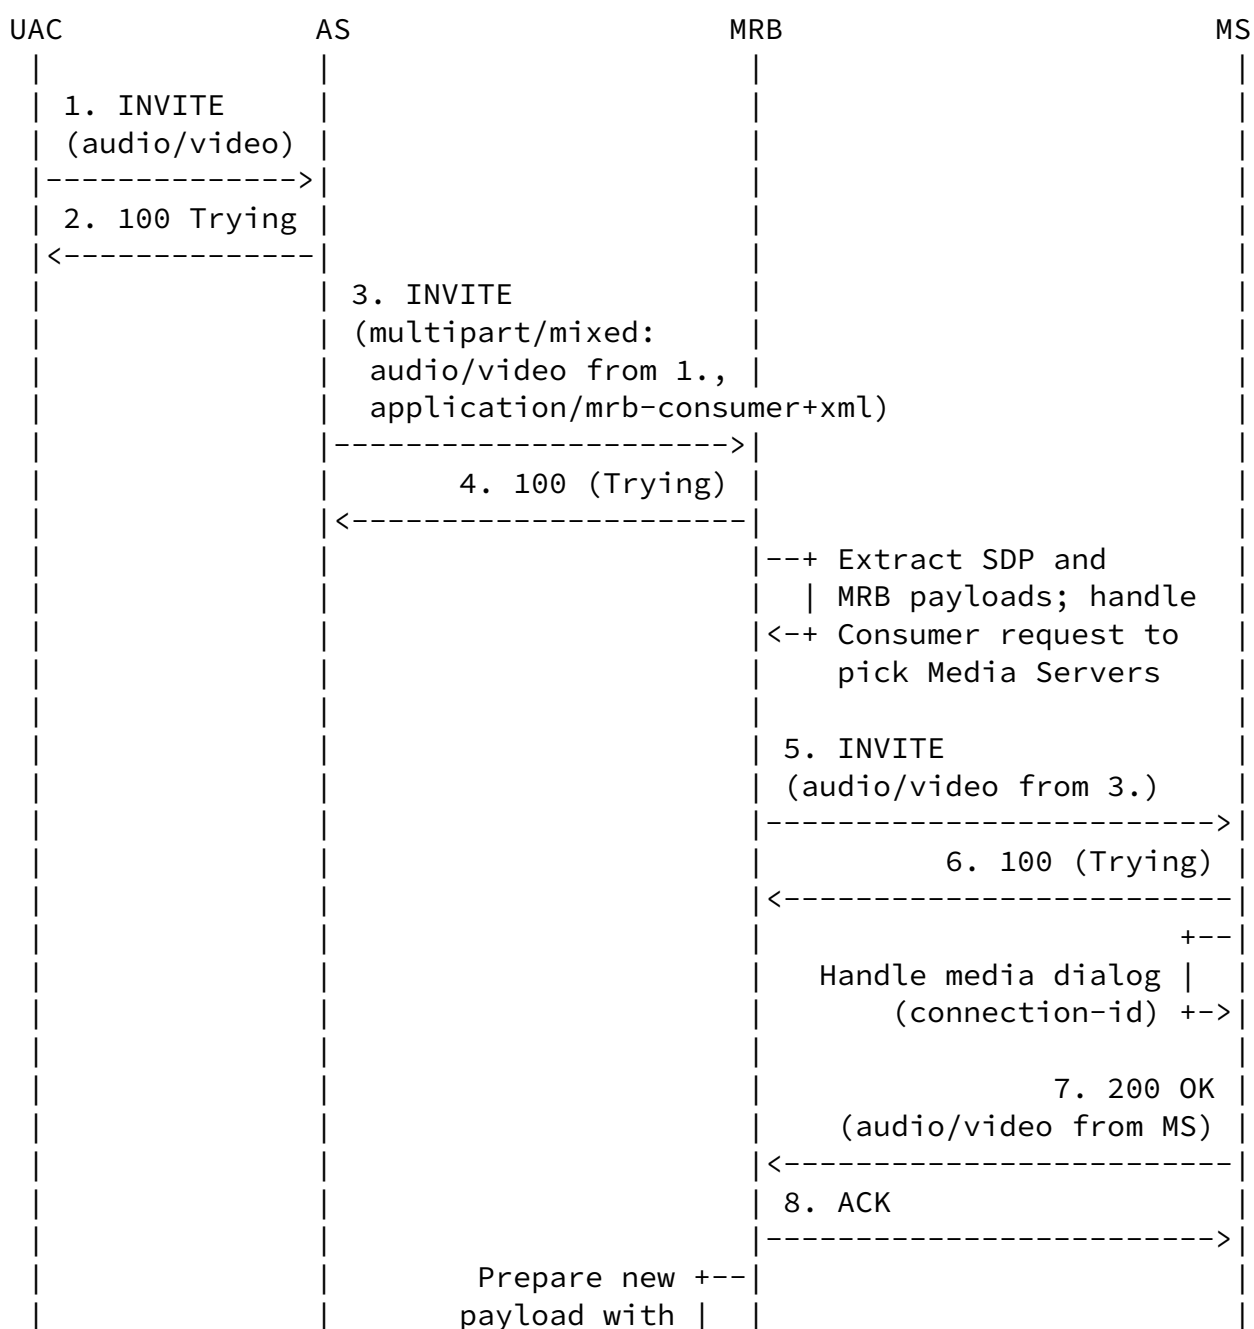 UAC AS MRB MS
1. INVITE
(audio/video)
-------------->
2. 100 Trying
<--------------
3. INVITE
(multipart/mixed:
audio/video from 1.,
application/mrb-consumer+xml)
---------------------->
4. 100 (Trying)
<----------------------
--+ Extract SDP and
| MRB payloads; handle
<-+ Consumer request to
pick Media Servers
5. INVITE
(audio/video from 3.)
------------------------->
6. 100 (Trying)
<-------------------------
+--
Handle media dialog |
(connection-id) +->
7. 200 OK
(audio/video from MS)
<-------------------------
8. ACK
------------------------->
Prepare new +--
payload with |